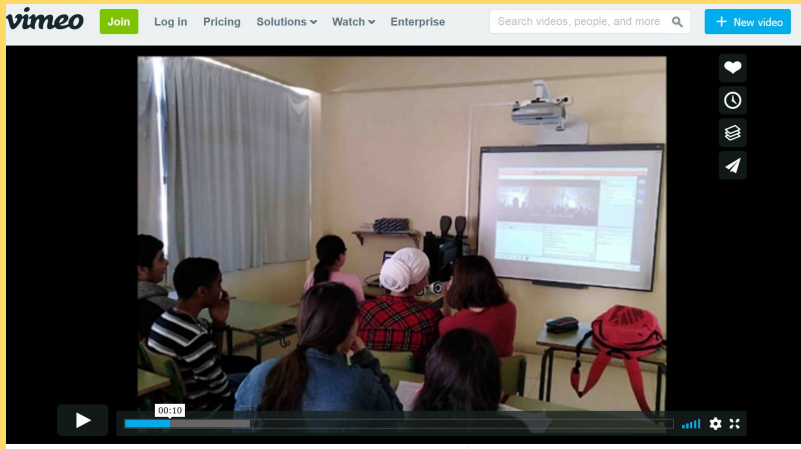 vimeo Join Log in Pricing Solutions Watch Enterprise Search videos, people, and more + New video
00:10